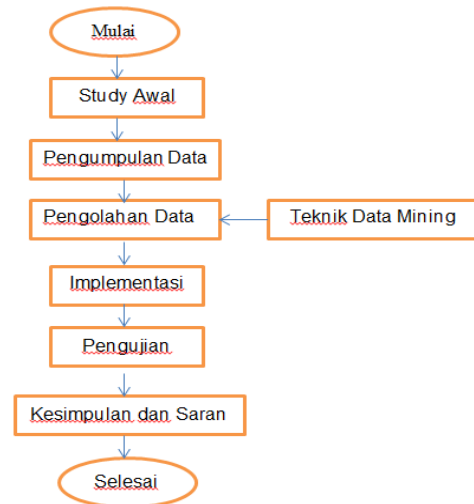 Mulai
Study Awal
Pengumpulan Data
Pengolahan Data
Teknik Data Mining
Implementasi
Pengujian
Kesimpulan dan Saran
Selesai